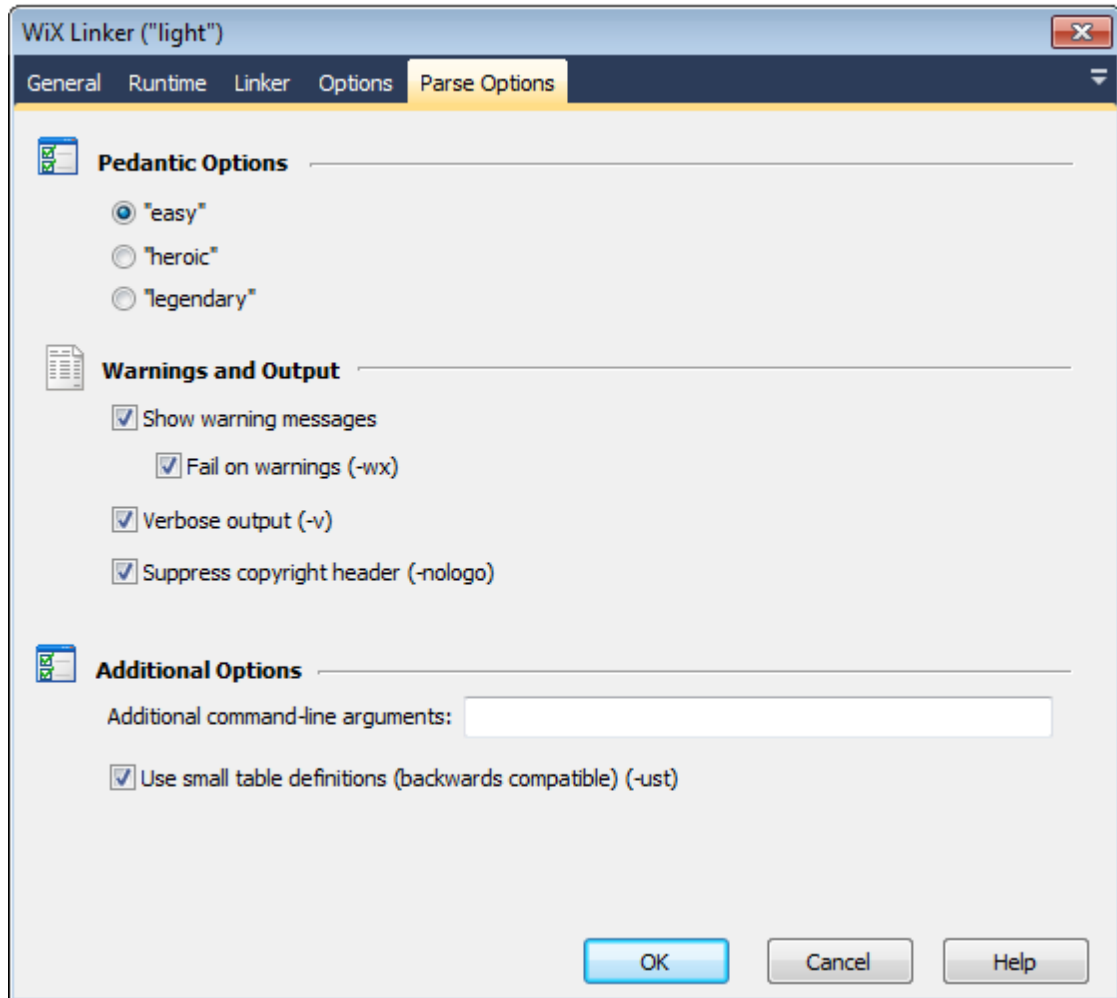 WiX Linker ("light")
General Runtime Linker Options Parse Options
Pedantic Options
"easy"
"heroic"
"legendary"
Warnings and Output
Show warning messages
Fail on warnings (-wx)
Verbose output (-v)
Suppress copyright header (-nologo)
Additional Options
Additional command-line arguments:
Use small table definitions (backwards compatible) (-ust)
OK Cancel Help